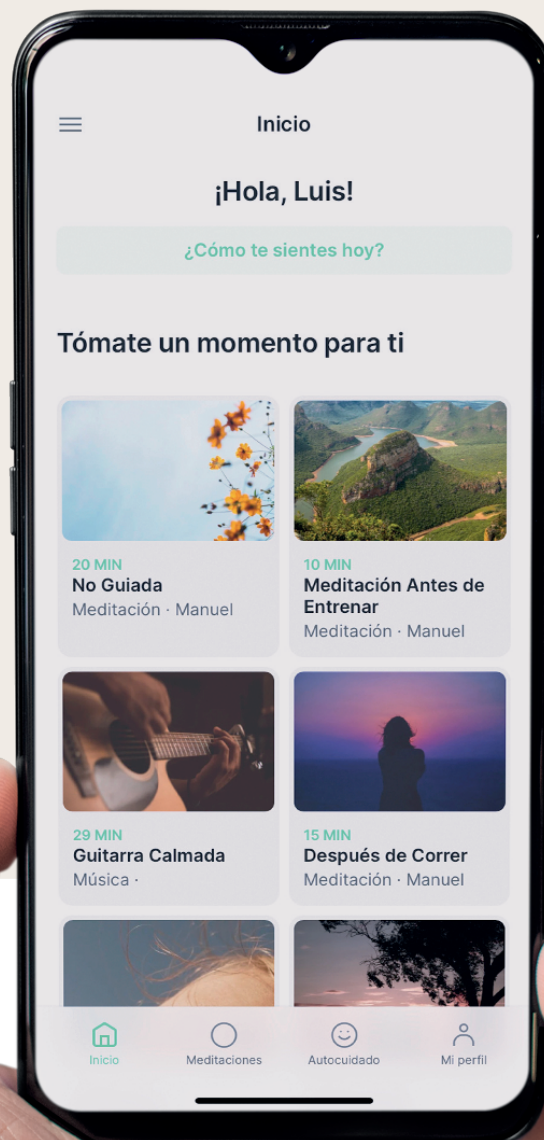 Inicio
¡Hola, Luis!
¿Cómo te sientes hoy?
Tómate un momento para ti
20 MIN
No Guiada
Meditación · Manuel
10 MIN
Meditación Antes de
Entrenar
Meditación · Manuel
29 MIN
Guitarra Calmada
Música ·
15 MIN
Después de Correr
Meditación · Manuel
Inicio
Meditaciones
Autocuidado
Mi perfil